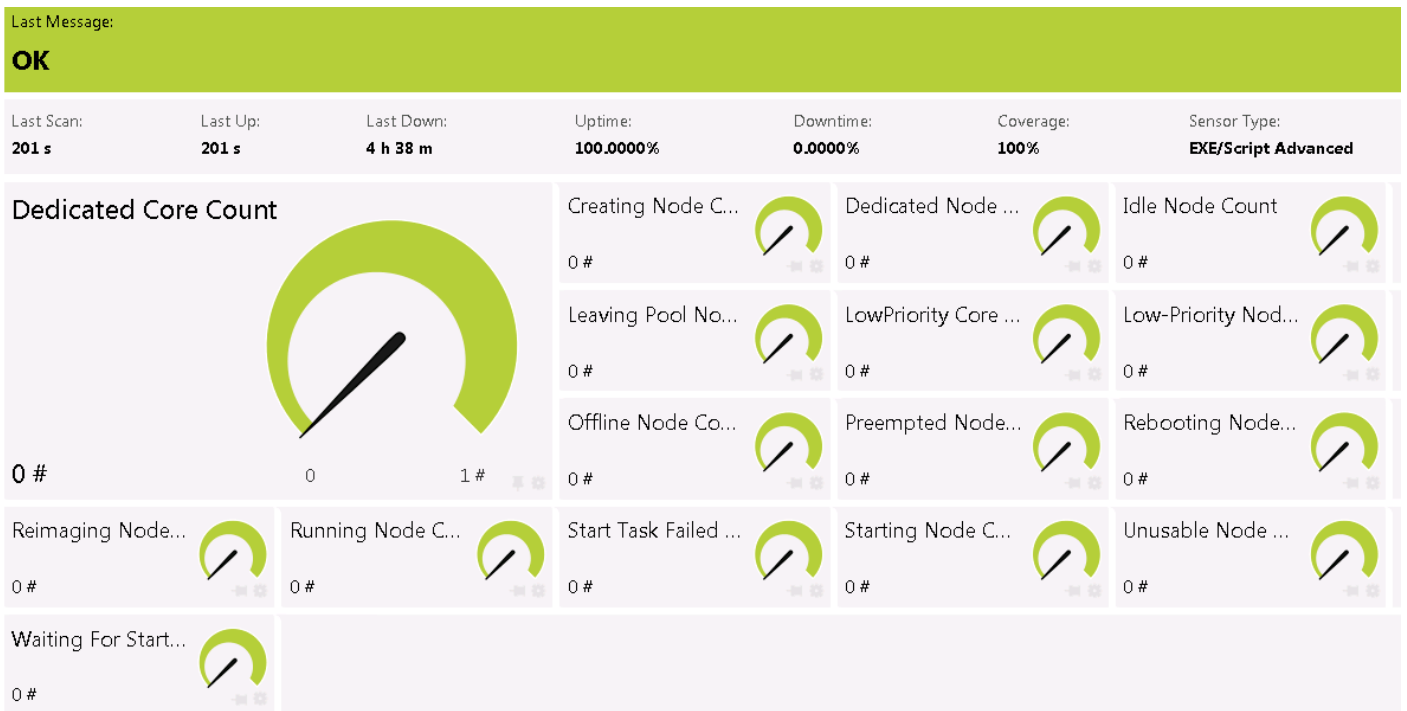 Last Message:
OK
Last Scan: Last Up: Last Down: Uptime: Downtime: Coverage: Sensor Type:
201 s 201 s 4 h 38 m 100.0000% 0.0000% 100% EXE/Script Advanced
Dedicated Core Count
0 #
0 1 #
Creating Node C...
0 #
Dedicated Node ...
0 #
Idle Node Count
0 #
Leaving Pool No...
0 #
LowPriority Core ...
0 #
Low-Priority Nod...
0 #
Offline Node Co...
0 #
Preempted Node...
0 #
Rebooting Node...
0 #
Reimaging Node...
0 #
Running Node C...
0 #
Start Task Failed ...
0 #
Starting Node C...
0 #
Unusable Node ...
0 #
Waiting For Start...
0 #